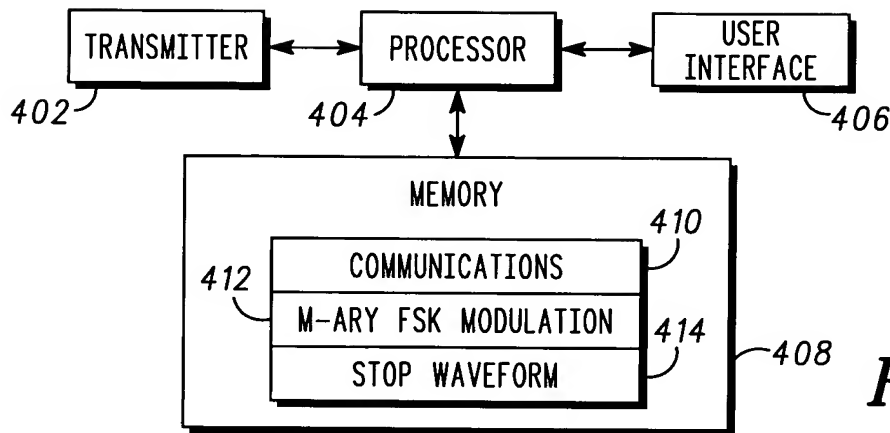 TRANSMITTER
PROCESSOR
USER
INTERFACE
402
404
406
MEMORY
410
COMMUNICATIONS
412
M-ARY FSK MODULATION
414
STOP WAVEFORM
408